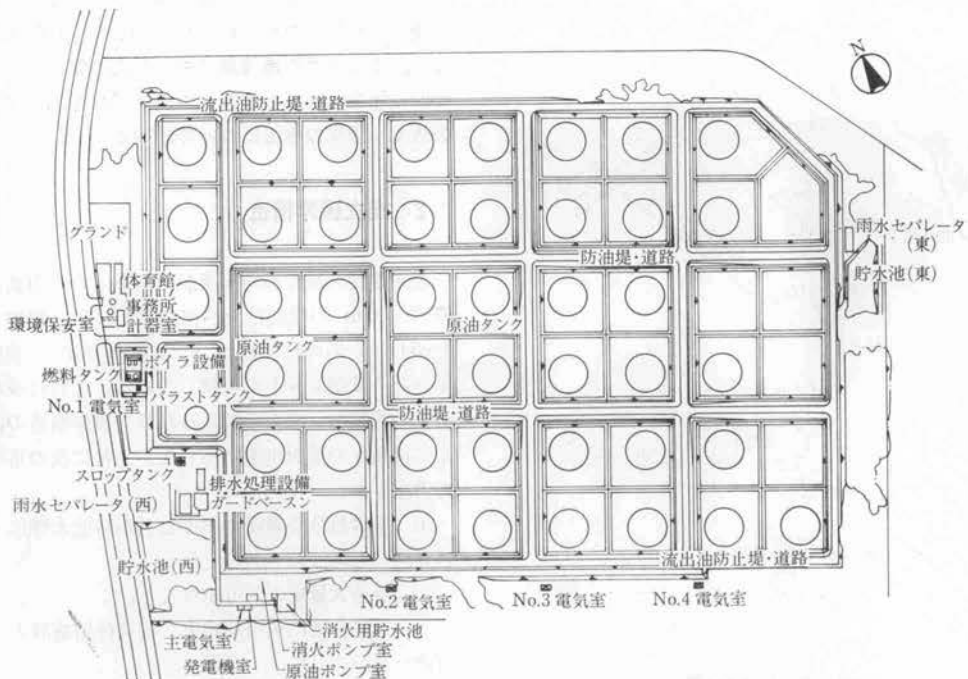 N
流出油防止堤・道路
グランド
雨水セパレータ
(東)
防油堤・道路
貯水池(東)
体育館
事務所
計器室
環境保安室
原油タンク
原油タンク
ボイラ設備
燃料タンク
バラストタンク
No.1 電気室
防油堤・道路
スロップタンク
排水処理設備
雨水セパレータ(西)
ガードベースン
流出油防止堤・道路
貯水池(西)
No.2 電気室
No.3 電気室
No.4 電気室
消火用貯水池
主電気室
消火ポンプ室
発電機室
原油ポンプ室